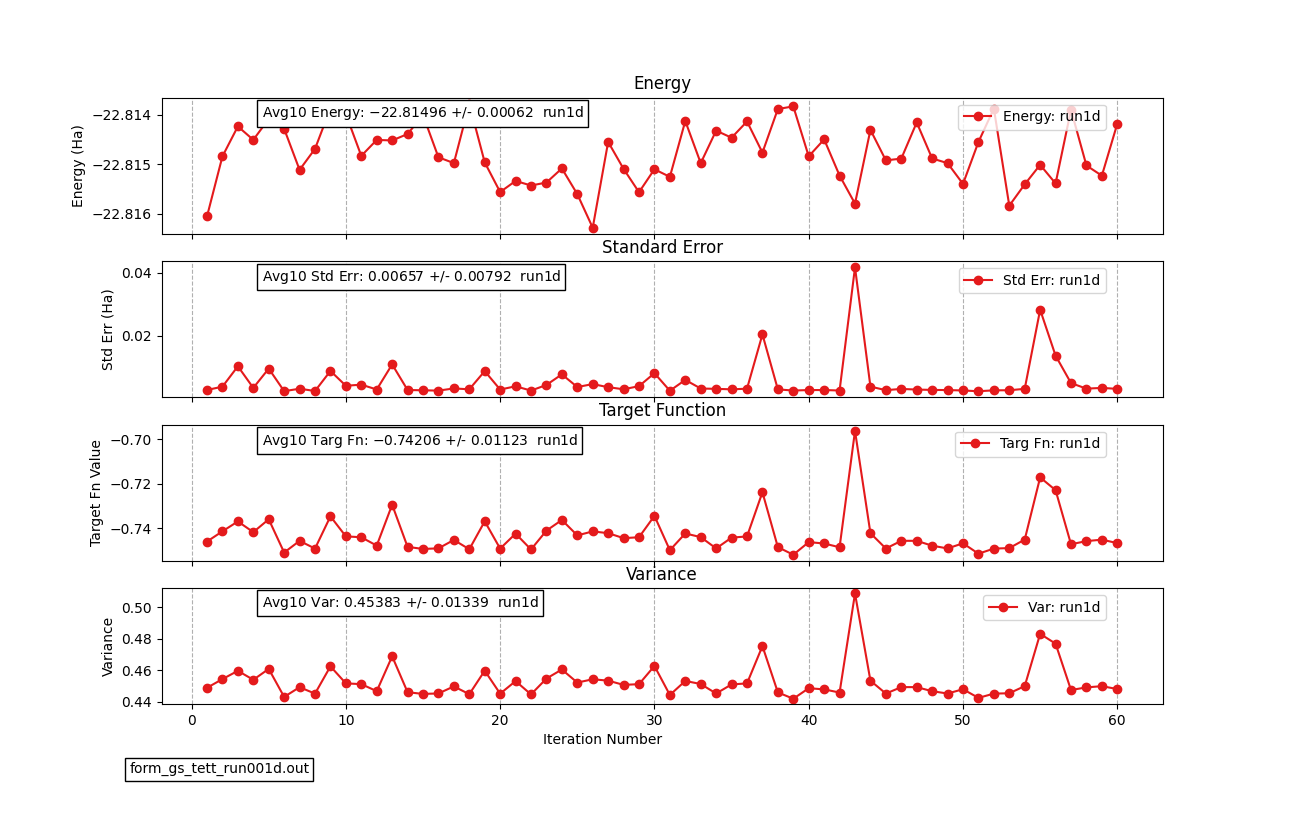 Energy
Energy (Ha)
−22.814
−22.815
−22.816
Avg10 Energy: −22.81496 +/- 0.00062  run1d
Energy: run1d
Standard Error
Std Err (Ha)
0.04
0.02
Avg10 Std Err: 0.00657 +/- 0.00792  run1d
Std Err: run1d
Target Function
Target Fn Value
−0.70
−0.72
−0.74
Avg10 Targ Fn: −0.74206 +/- 0.01123  run1d
Targ Fn: run1d
Variance
Variance
0.50
0.48
0.46
0.44
Avg10 Var: 0.45383 +/- 0.01339  run1d
Var: run1d
0 10 20 30 40 50 60
Iteration Number
form_gs_tett_run001d.out